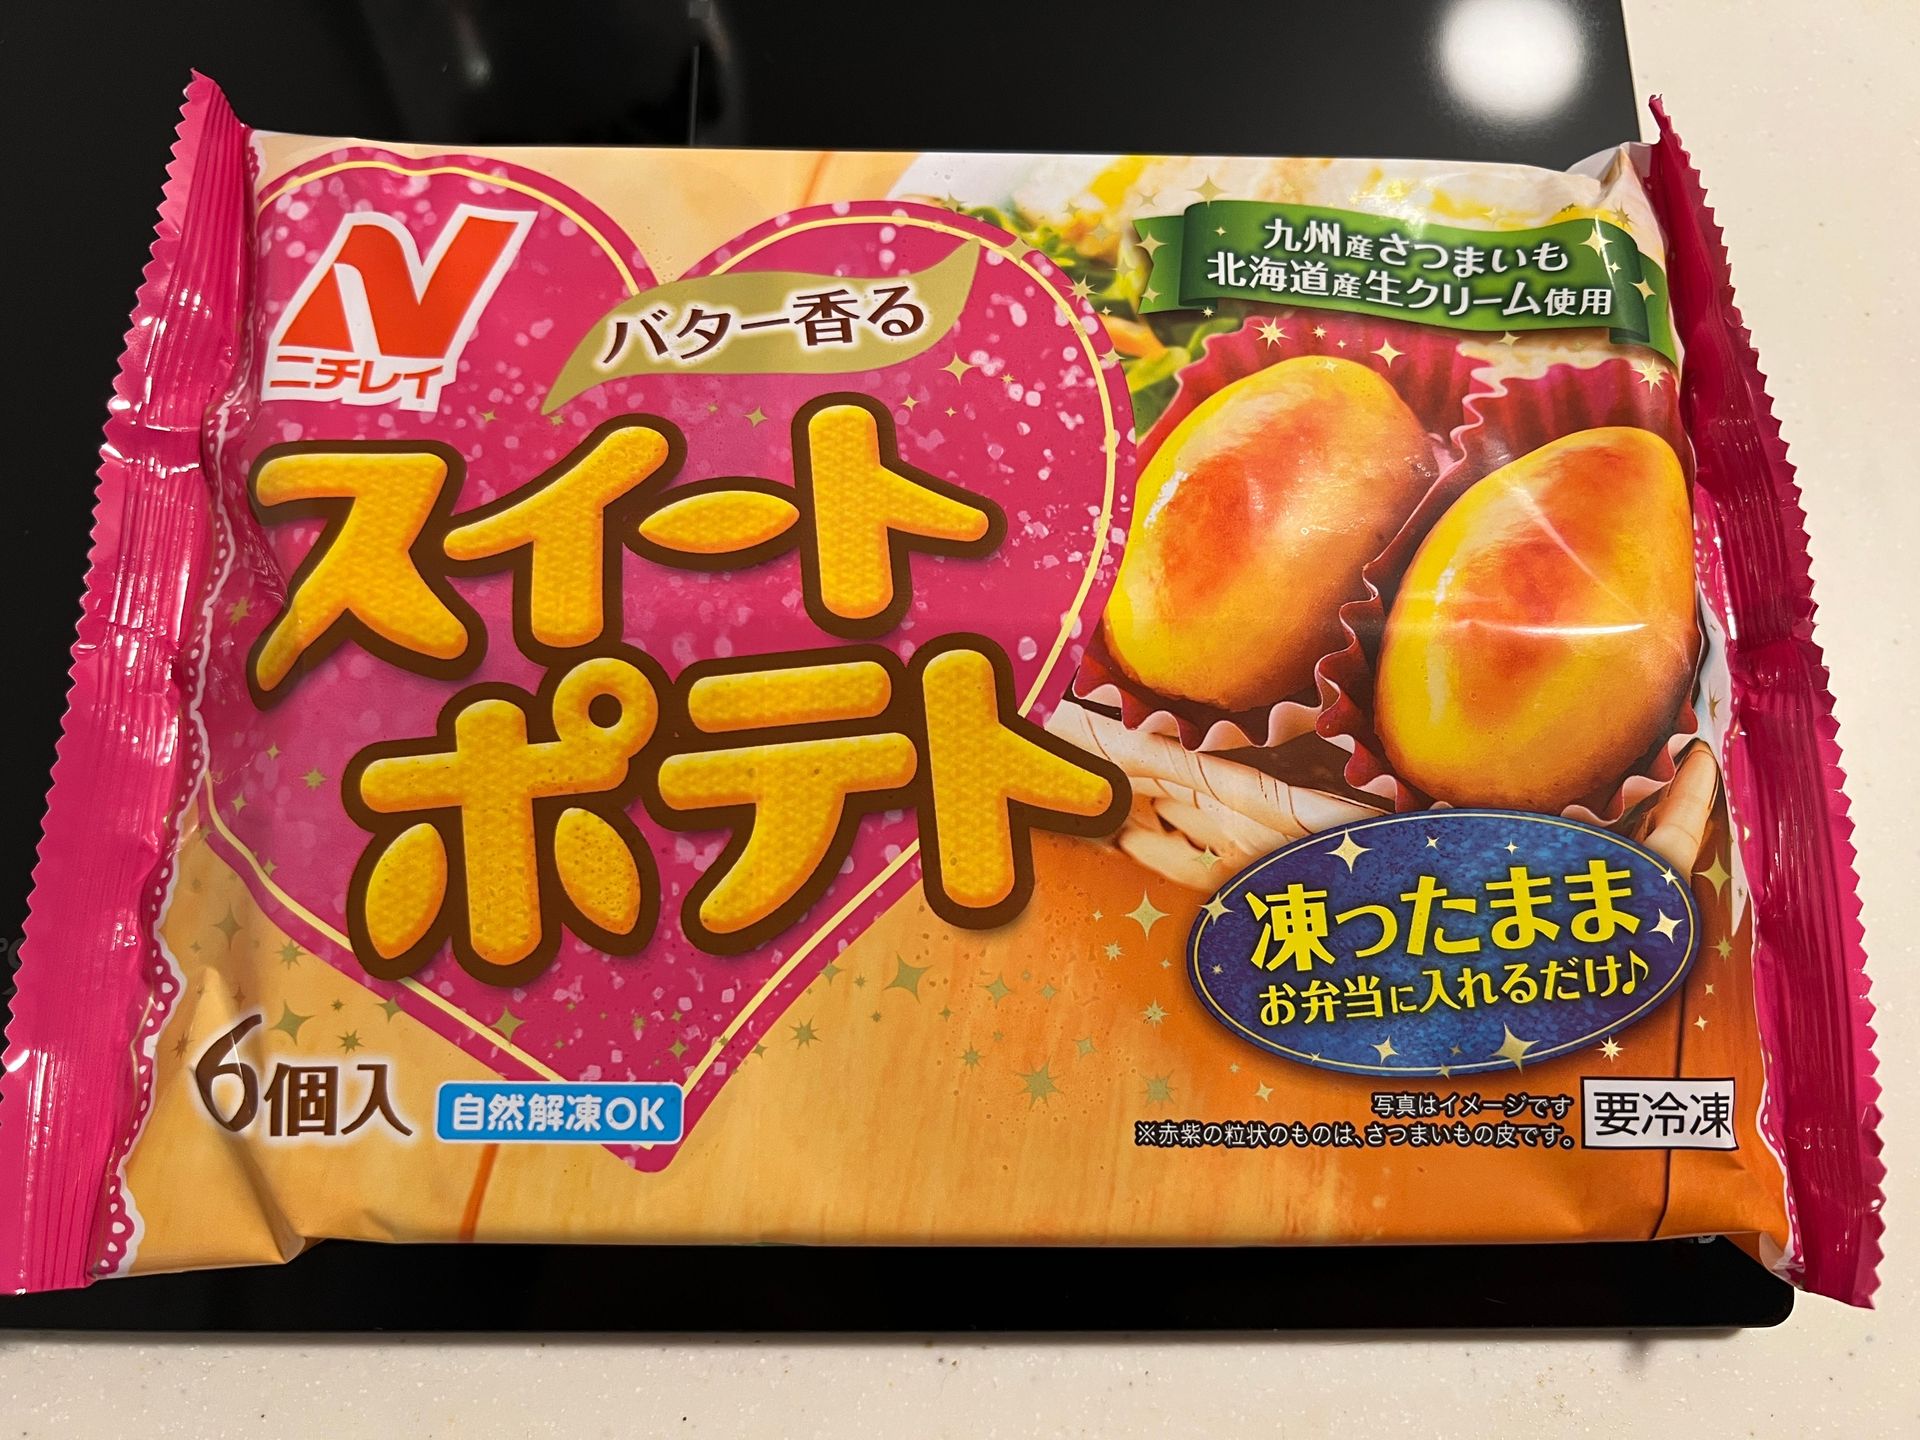 ニチレイ
バター香る
スイート
ポテト
九州産さつまいも
北海道産生クリーム使用
凍ったまま
お弁当に入れるだけ♪
6個入
自然解凍OK
写真はイメージです
※赤紫の粒状のものは、さつまいもの皮です。
要冷凍